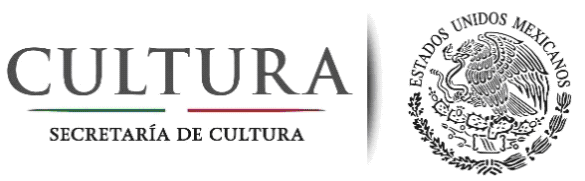 CULTURA
SECRETARÍA DE CULTURA
ESTADOS UNIDOS MEXICANOS